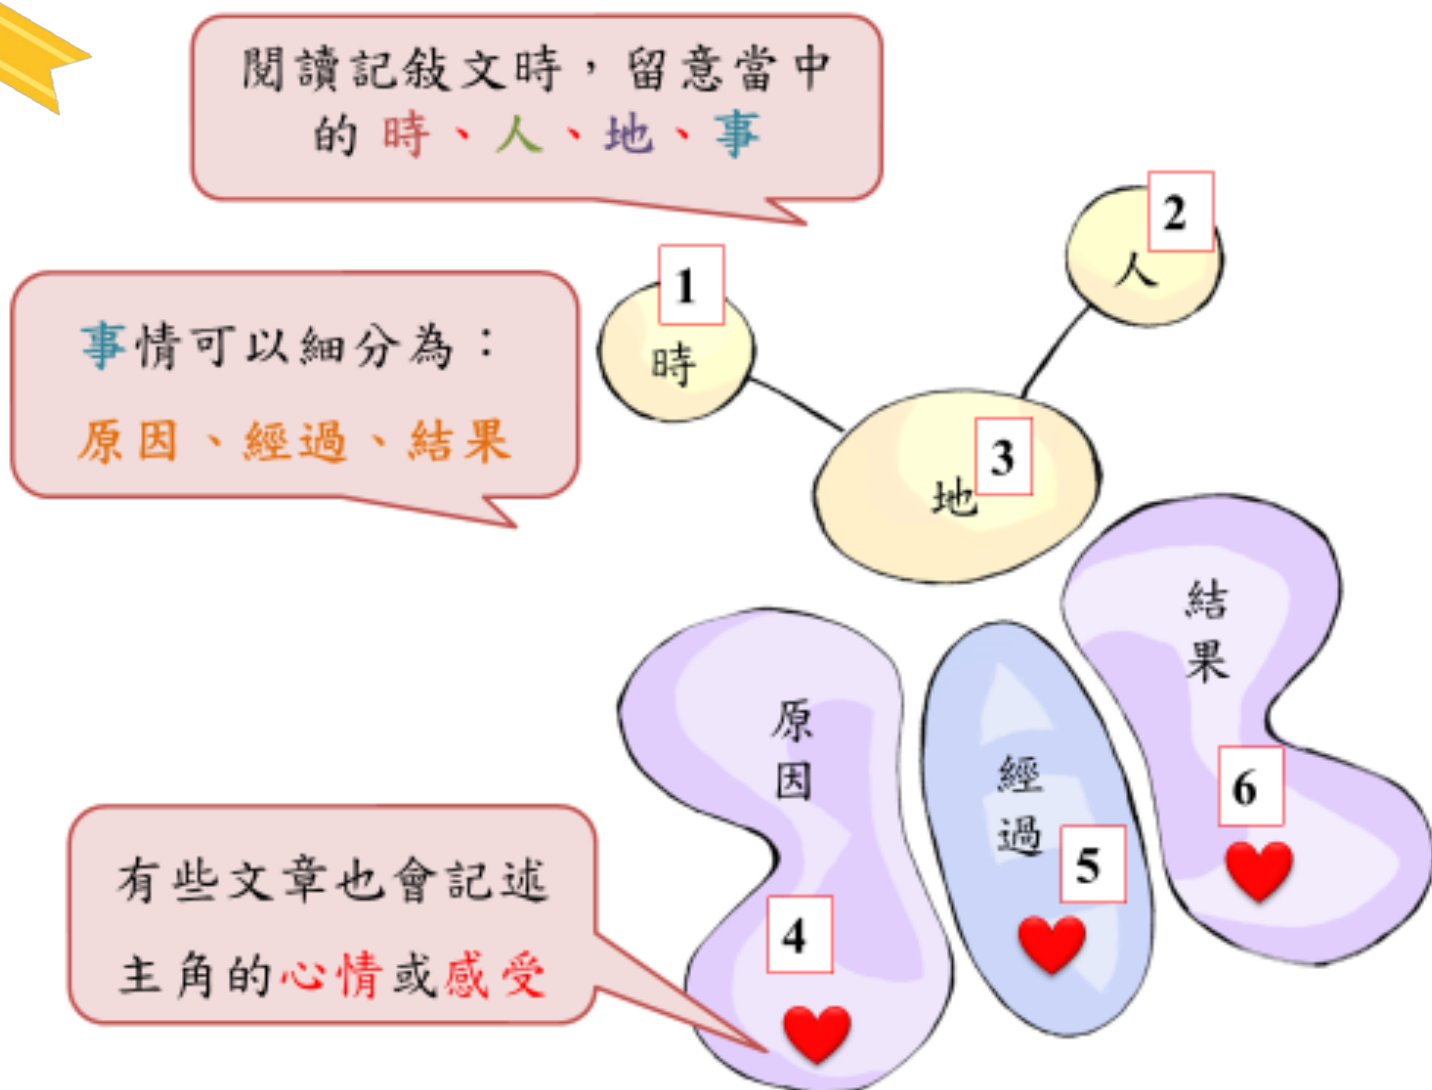 閱讀記敍文時，留意當中
的 時、人、地、事
事情可以細分為：
原因、經過、結果
有些文章也會記述
主角的心情或感受
1
時
2
人
3
地
原
因
4
經
過
5
結
果
6